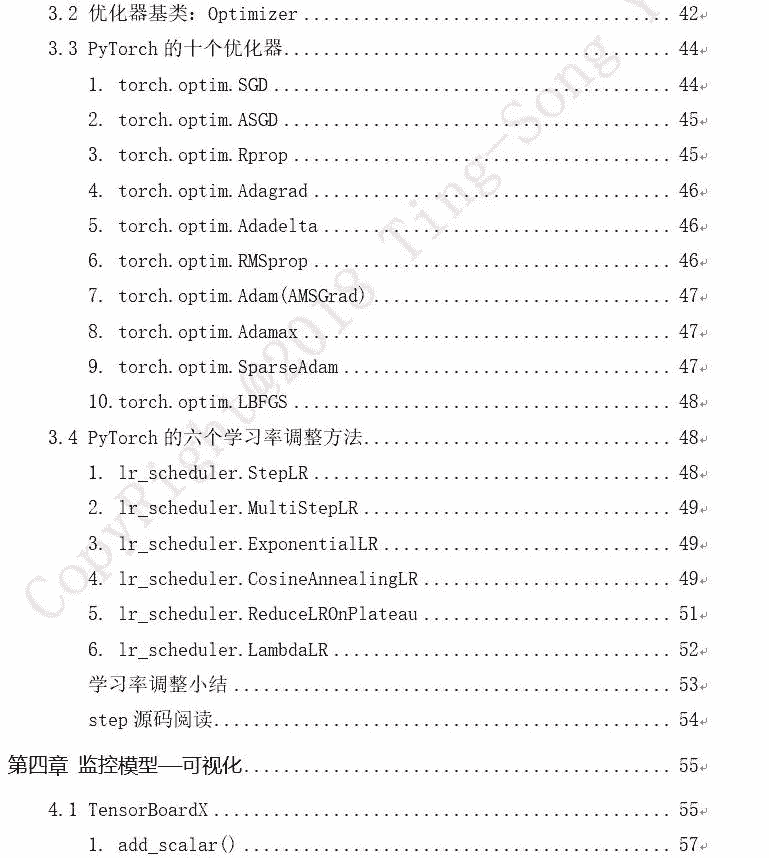 3.2 优化器基类：Optimizer ..................................... 42
3.3 PyTorch 的十个优化器....................................... 44
1. torch.optim.SGD ........................................ 44
2. torch.optim.ASGD ....................................... 45
3. torch.optim.Rprop ...................................... 45
4. torch.optim.Adagrad .................................... 46
5. torch.optim.Adadelta ................................... 46
6. torch.optim.RMSprop .................................... 46
7. torch.optim.Adam(AMSGrad) .............................. 47
8. torch.optim.Adamax ..................................... 47
9. torch.optim.SparseAdam ................................. 47
10.torch.optim.LBFGS ...................................... 48
3.4 PyTorch 的六个学习率调整方法............................... 48
1. lr_scheduler.StepLR .................................... 48
2. lr_scheduler.MultiStepLR ............................... 49
3. lr_scheduler.ExponentialLR ............................. 49
4. lr_scheduler.CosineAnnealingLR ......................... 49
5. lr_scheduler.ReduceLROnPlateau ......................... 51
6. lr_scheduler.LambdaLR .................................. 52
学习率调整小结 ............................................ 53
step 源码阅读.............................................. 54
第四章 监控模型——可视化........................................... 55
4.1 TensorBoardX .............................................. 55
1. add_scalar() ........................................... 57
CopyRight@2018 Ting-Song Y